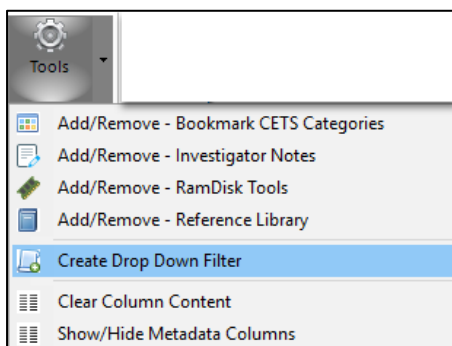 Tools
Add/Remove - Bookmark CETS Categories
Add/Remove - Investigator Notes
Add/Remove - RamDisk Tools
Add/Remove - Reference Library
Create Drop Down Filter
Clear Column Content
Show/Hide Metadata Columns